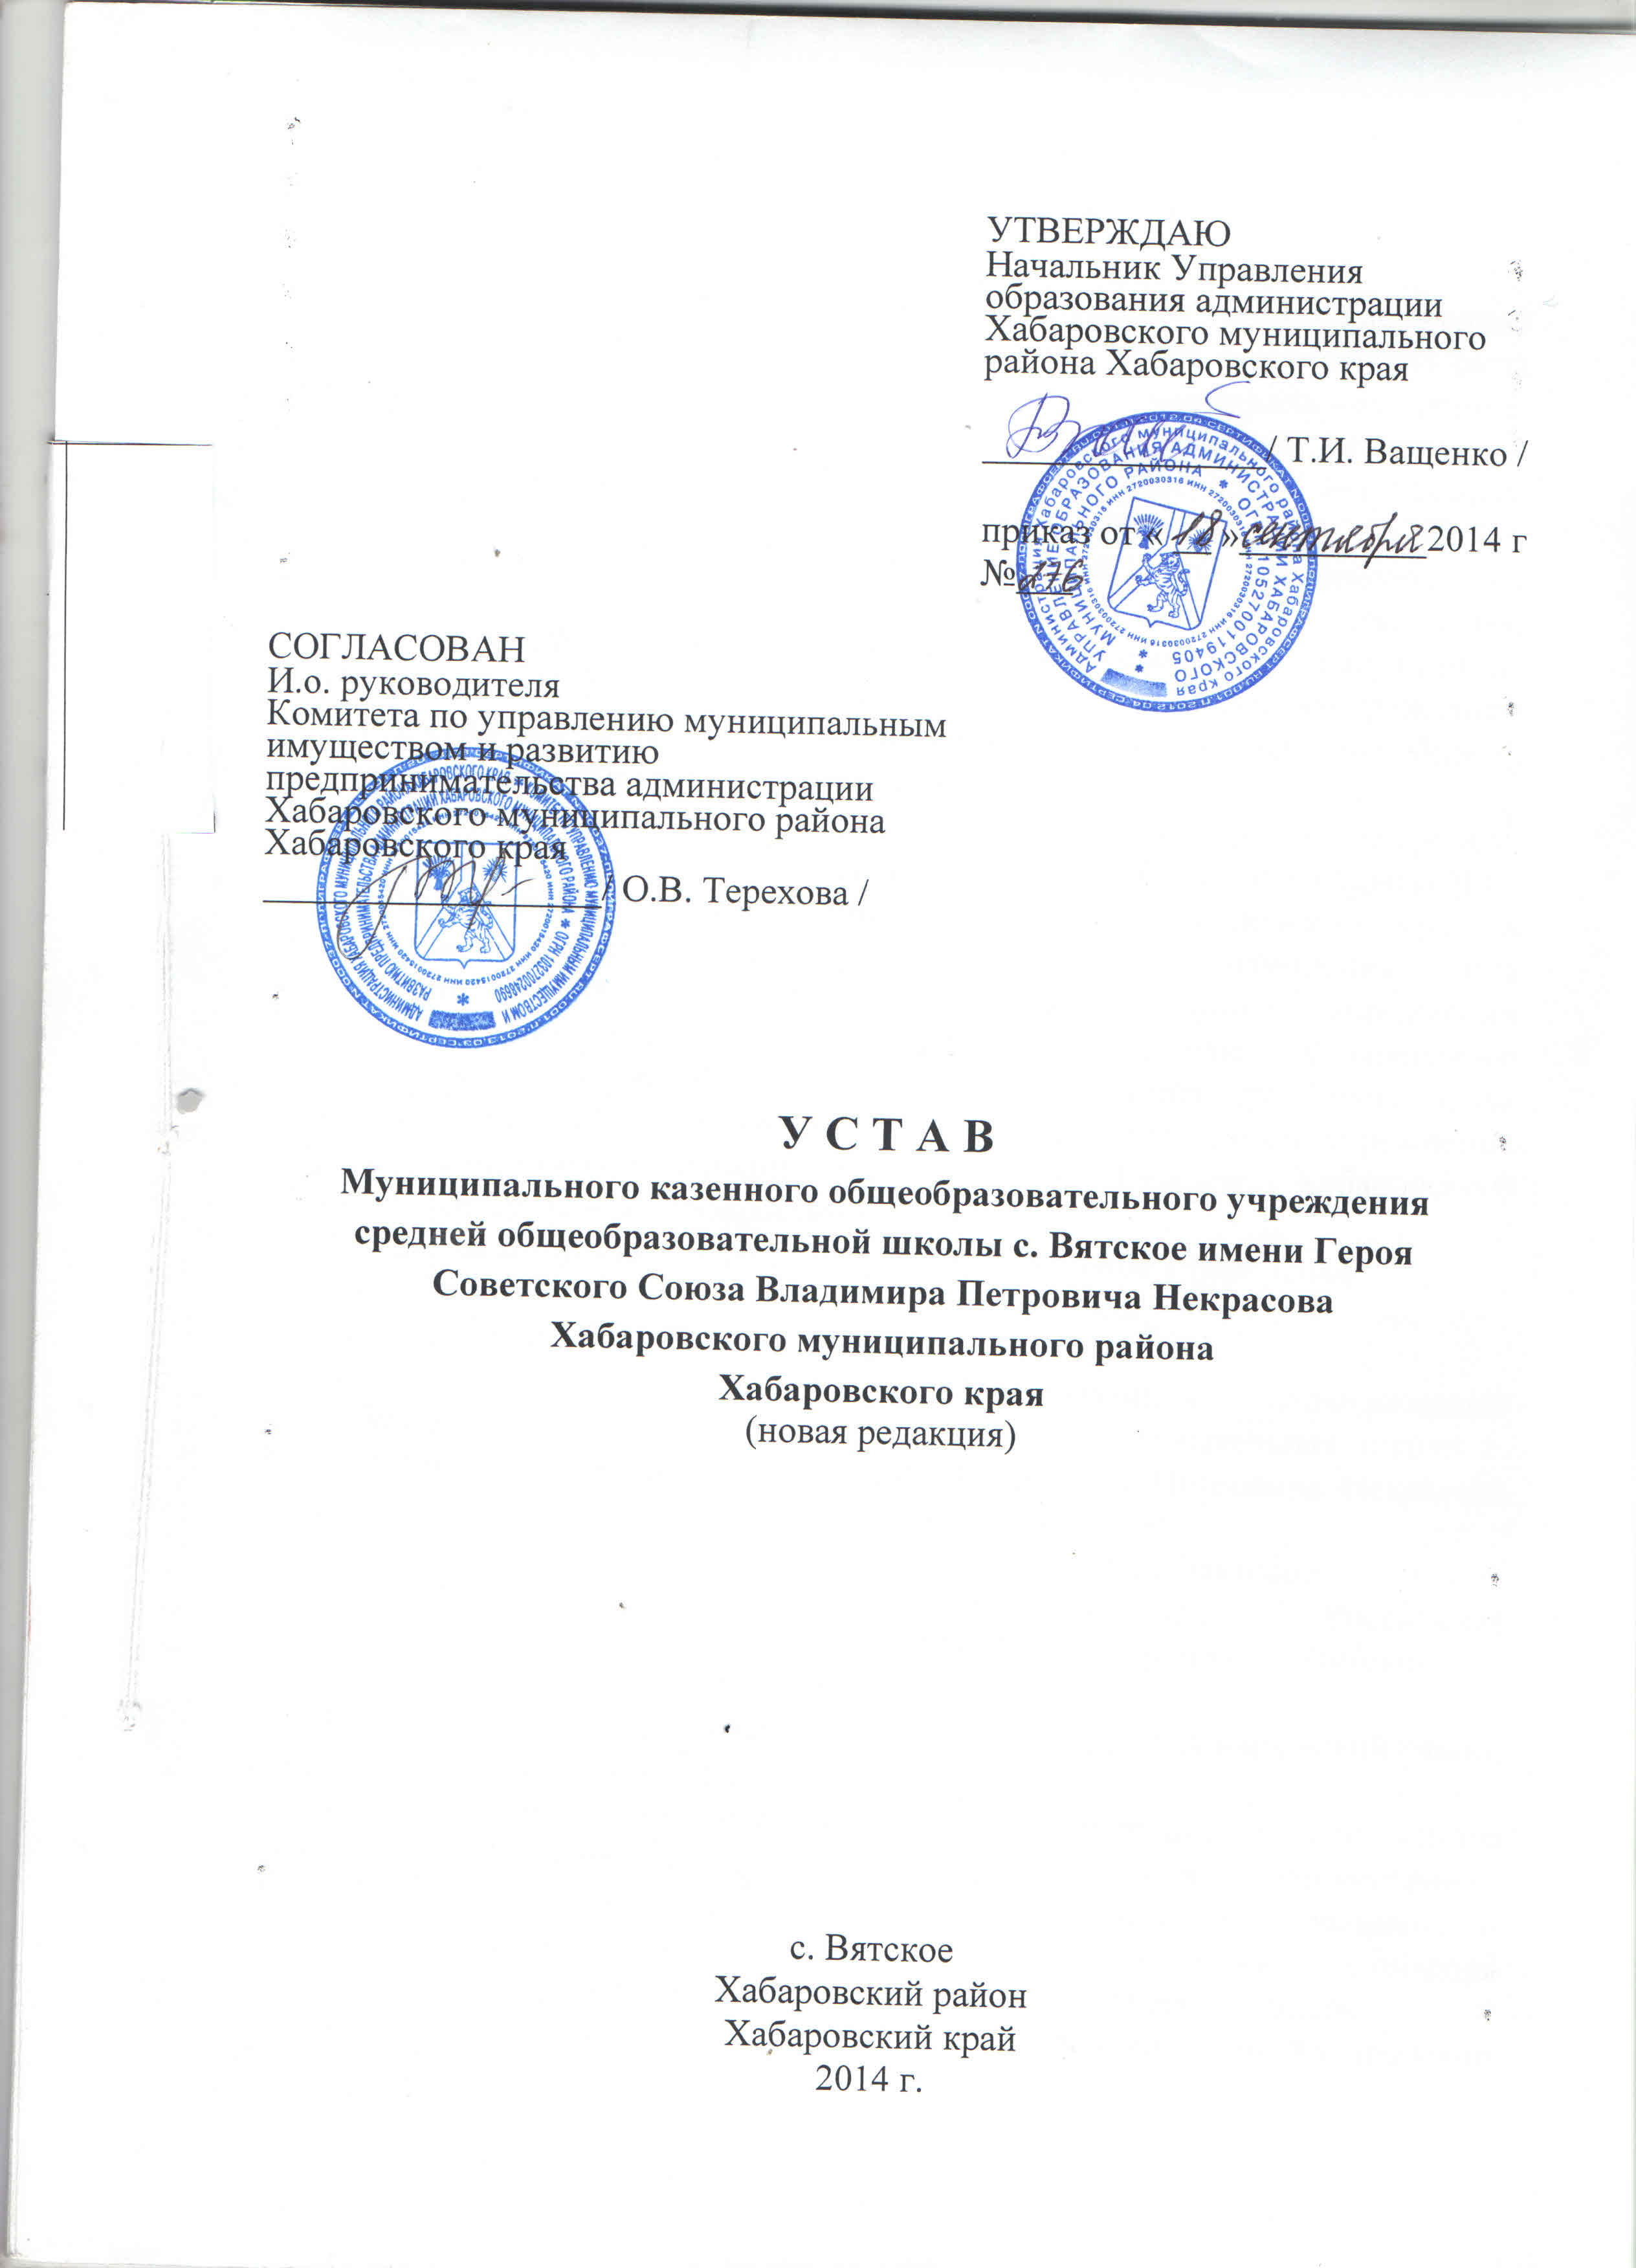 УТВЕРЖДАЮ
Начальник Управления
образования администрации
Хабаровского муниципального
района Хабаровского края
/ Т.И. Ващенко /
приказ от « 18 » сентября 2014 г
№ 276
СОГЛАСОВАН
И.о. руководителя
Комитета по управлению муниципальным
имуществом и развитию
предпринимательства администрации
Хабаровского муниципального района
Хабаровского края
/ О.В. Терехова /
У С Т А В
Муниципального казенного общеобразовательного учреждения
средней общеобразовательной школы с. Вятское имени Героя
Советского Союза Владимира Петровича Некрасова
Хабаровского муниципального района
Хабаровского края
(новая редакция)
с. Вятское
Хабаровский район
Хабаровский край
2014 г.